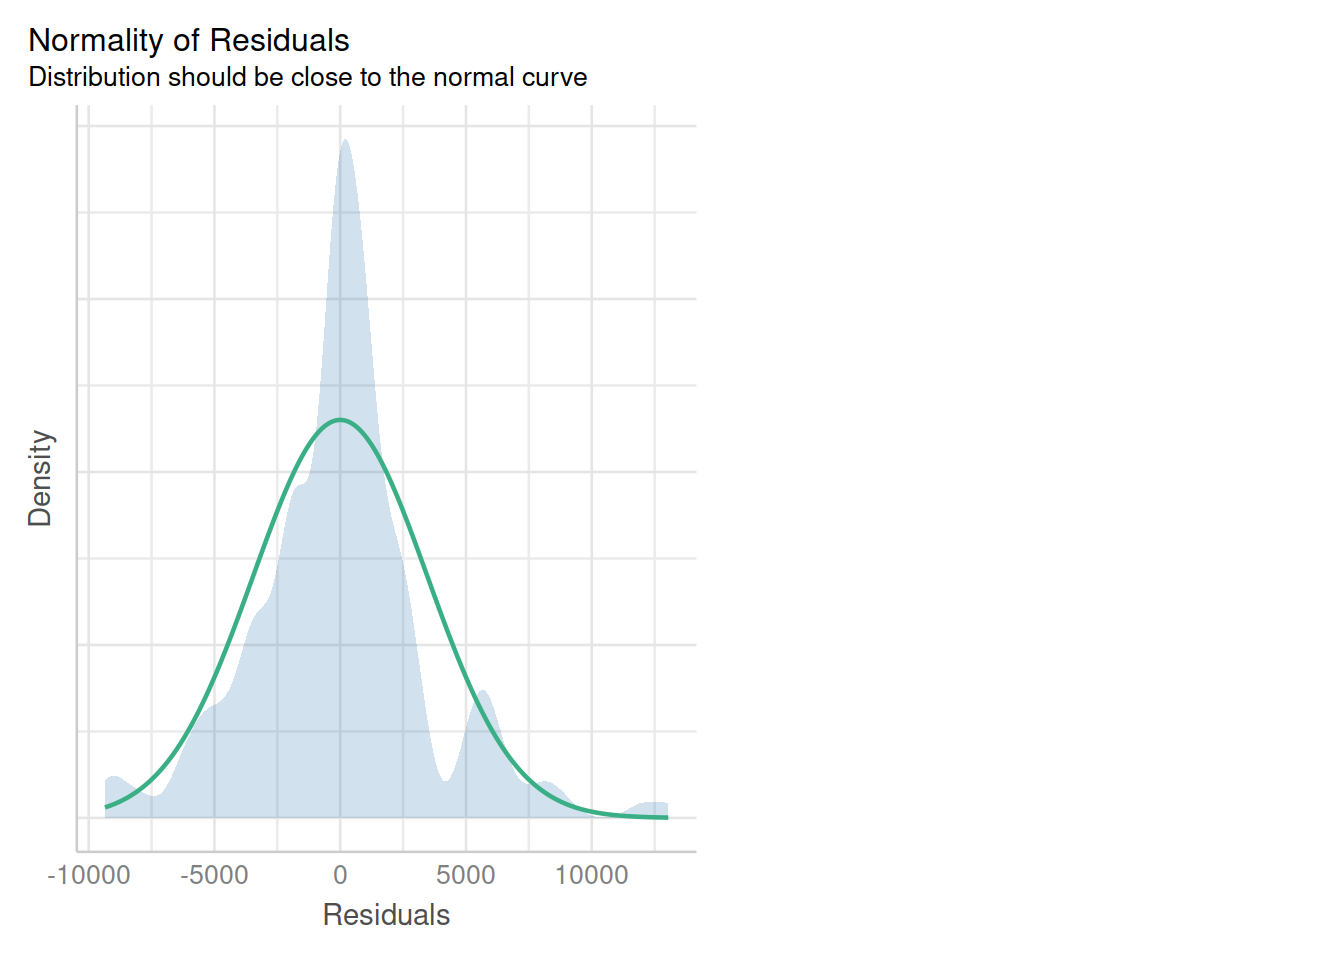 Normality of Residuals
Distribution should be close to the normal curve
Density
-10000 -5000 0 5000 10000
Residuals